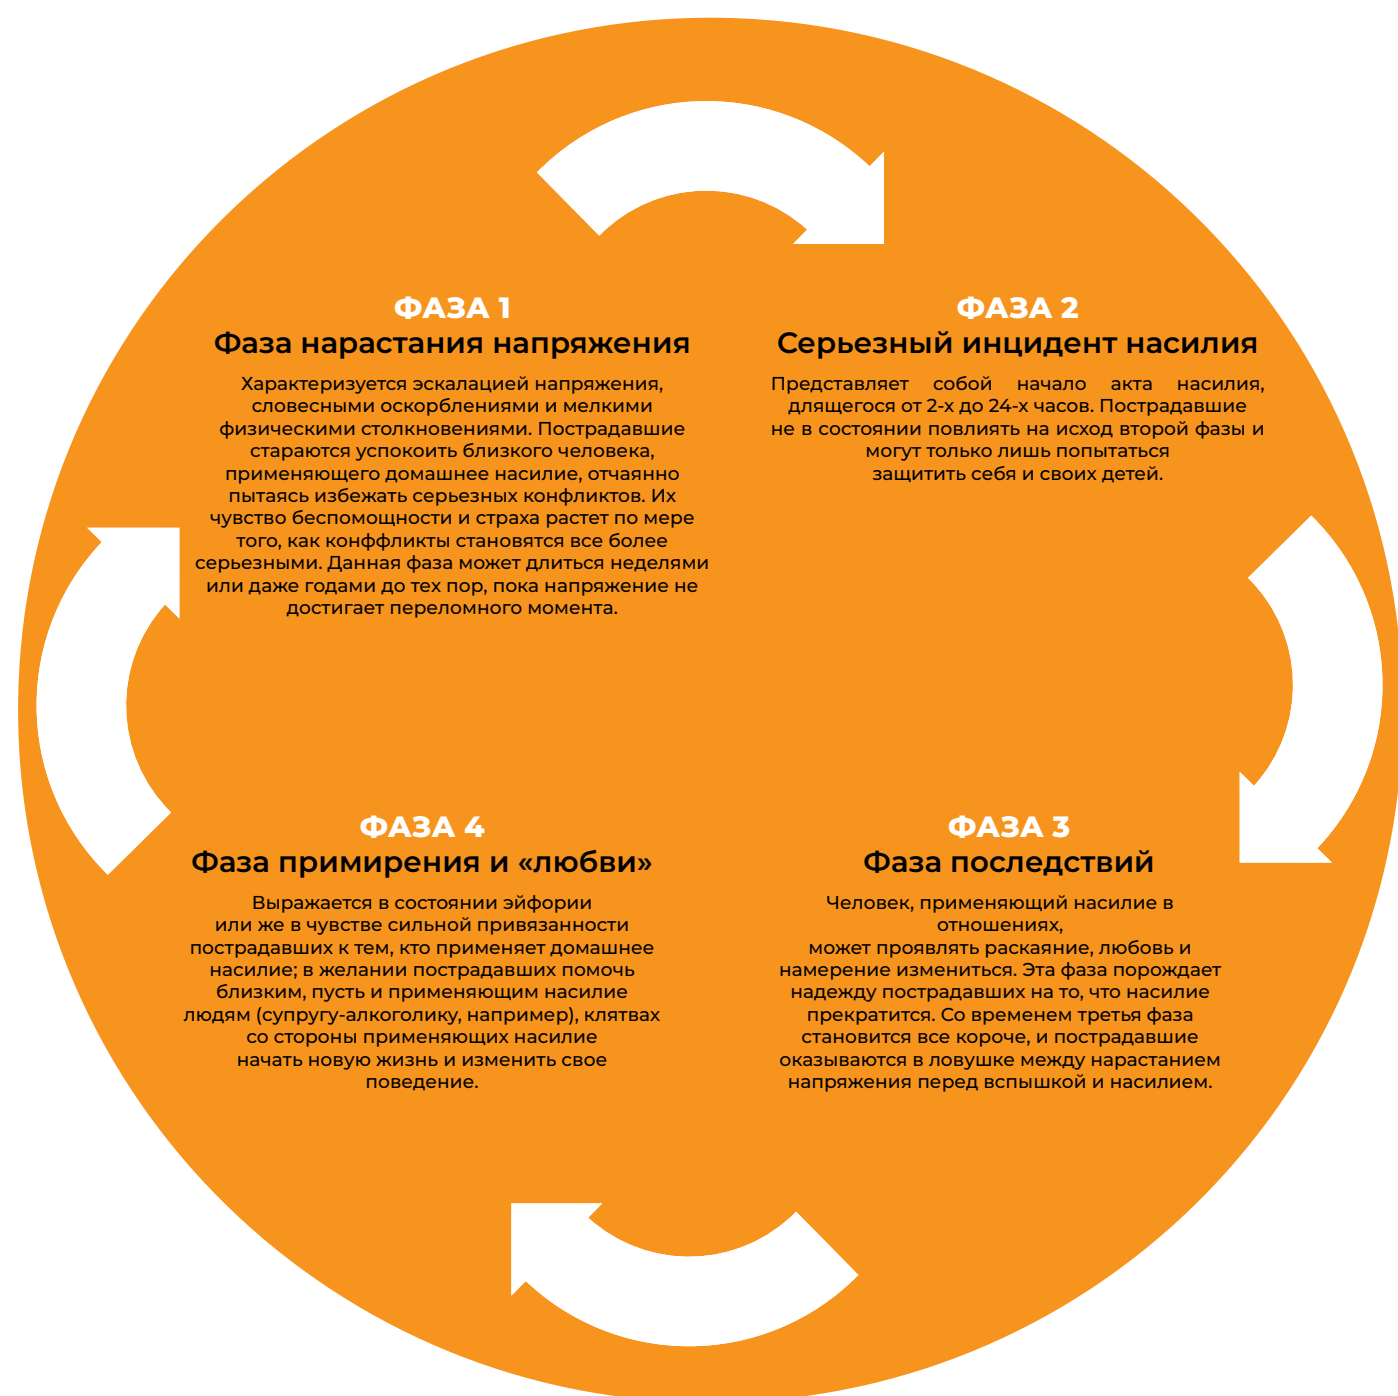 ФАЗА 1
Фаза нарастания напряжения
Характеризуется эскалацией напряжения,
словесными оскорблениями и мелкими
физическими столкновениями. Пострадавшие
стараются успокоить близкого человека,
применяющего домашнее насилие, отчаянно
пытаясь избежать серьезных конфликтов. Их
чувство беспомощности и страха растет по мере
того, как конффликты становятся все более
серьезными. Данная фаза может длиться неделями
или даже годами до тех пор, пока напряжение не
достигает переломного момента.
ФАЗА 2
Серьезный инцидент насилия
Представляет собой начало акта насилия,
длящегося от 2-х до 24-х часов. Пострадавшие
не в состоянии повлиять на исход второй фазы и
могут только лишь попытаться
защитить себя и своих детей.
ФАЗА 3
Фаза последствий
Человек, применяющий насилие в
отношениях,
может проявлять раскаяние, любовь и
намерение измениться. Эта фаза порождает
надежду пострадавших на то, что насилие
прекратится. Со временем третья фаза
становится все короче, и пострадавшие
оказываются в ловушке между нарастанием
напряжения перед вспышкой и насилием.
ФАЗА 4
Фаза примирения и «любви»
Выражается в состоянии эйфории
или же в чувстве сильной привязанности
пострадавших к тем, кто применяет домашнее
насилие; в желании пострадавших помочь
близким, пусть и применяющим насилие
людям (супругу-алкоголику, например), клятвах
со стороны применяющих насилие
начать новую жизнь и изменить свое
поведение.